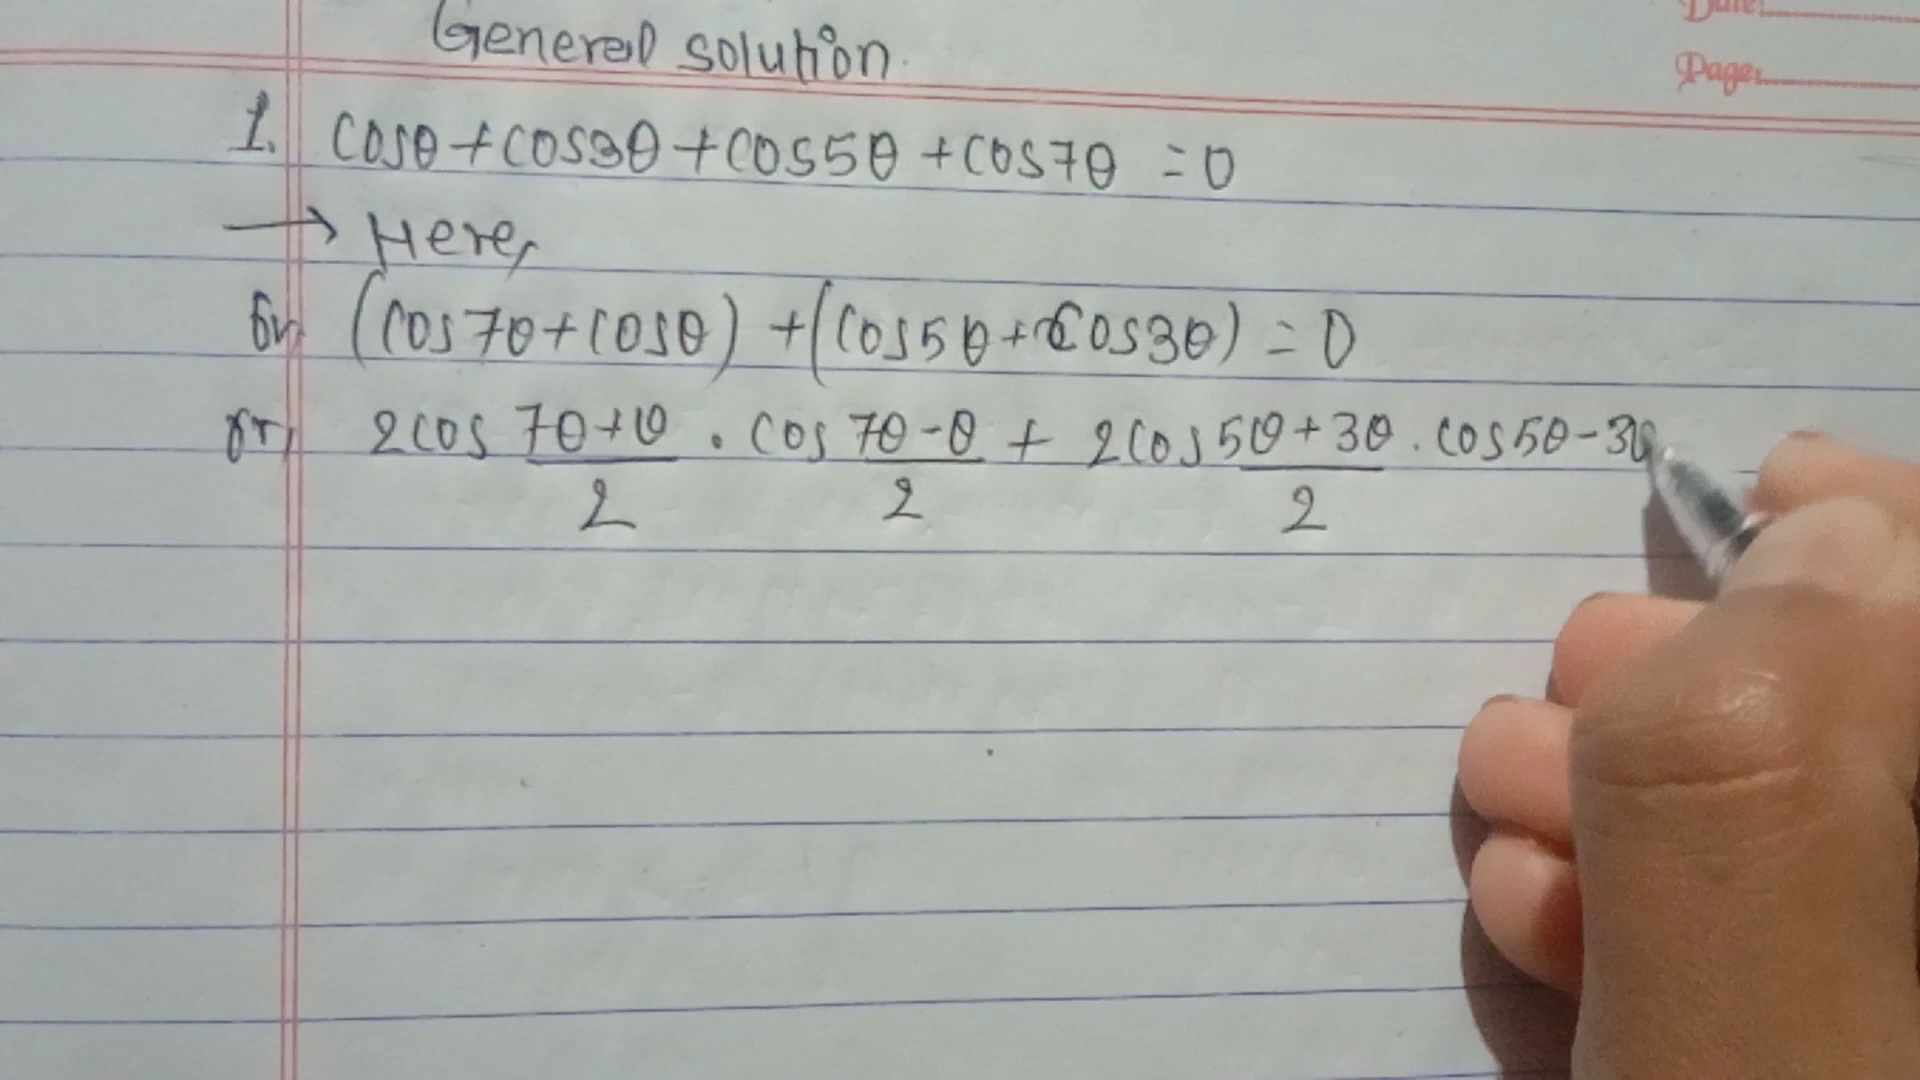 Date:
General solution.
Page:
1. cosθ + cos3θ + cos5θ + cos7θ = 0
→ Here,
or, (cos7θ + cosθ) + (cos5θ + cos3θ) = 0
or, 2cos (7θ+θ)/2 . cos (7θ-θ)/2 + 2cos (5θ+3θ)/2 . cos5θ-3θ